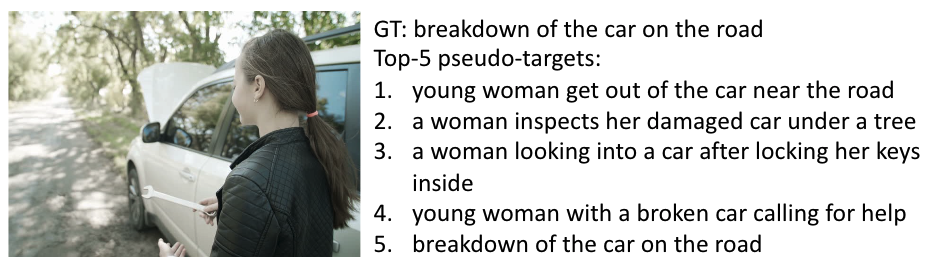 GT: breakdown of the car on the road
Top-5 pseudo-targets:
1. young woman get out of the car near the road
2. a woman inspects her damaged car under a tree
3. a woman looking into a car after locking her keys
inside
4. young woman with a broken car calling for help
5. breakdown of the car on the road